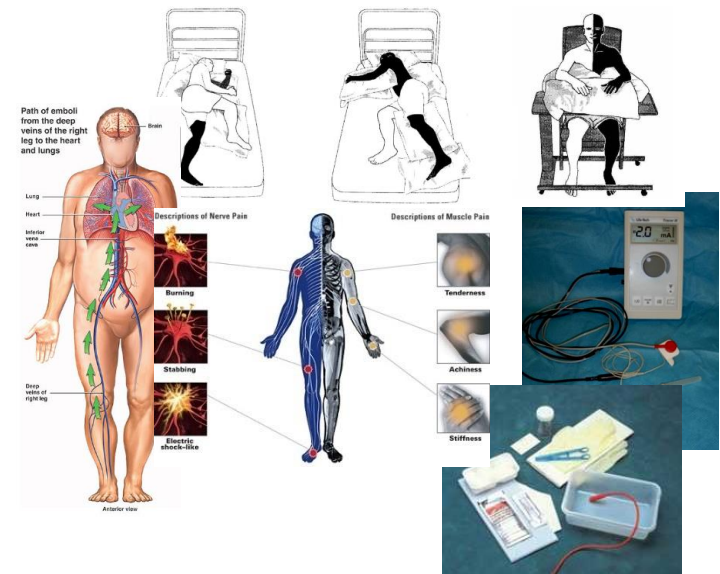 Path of emboli
from the deep
veins of the right
leg to the heart
and lungs
Brain
Lung
Heart
Inferior
vena
cava
Deep
veins of
right leg
Anterior view
Descriptions of Nerve Pain
Descriptions of Muscle Pain
Burning
Stabbing
Electric
shock-like
Tenderness
Achiness
Stiffness
2.0
mA